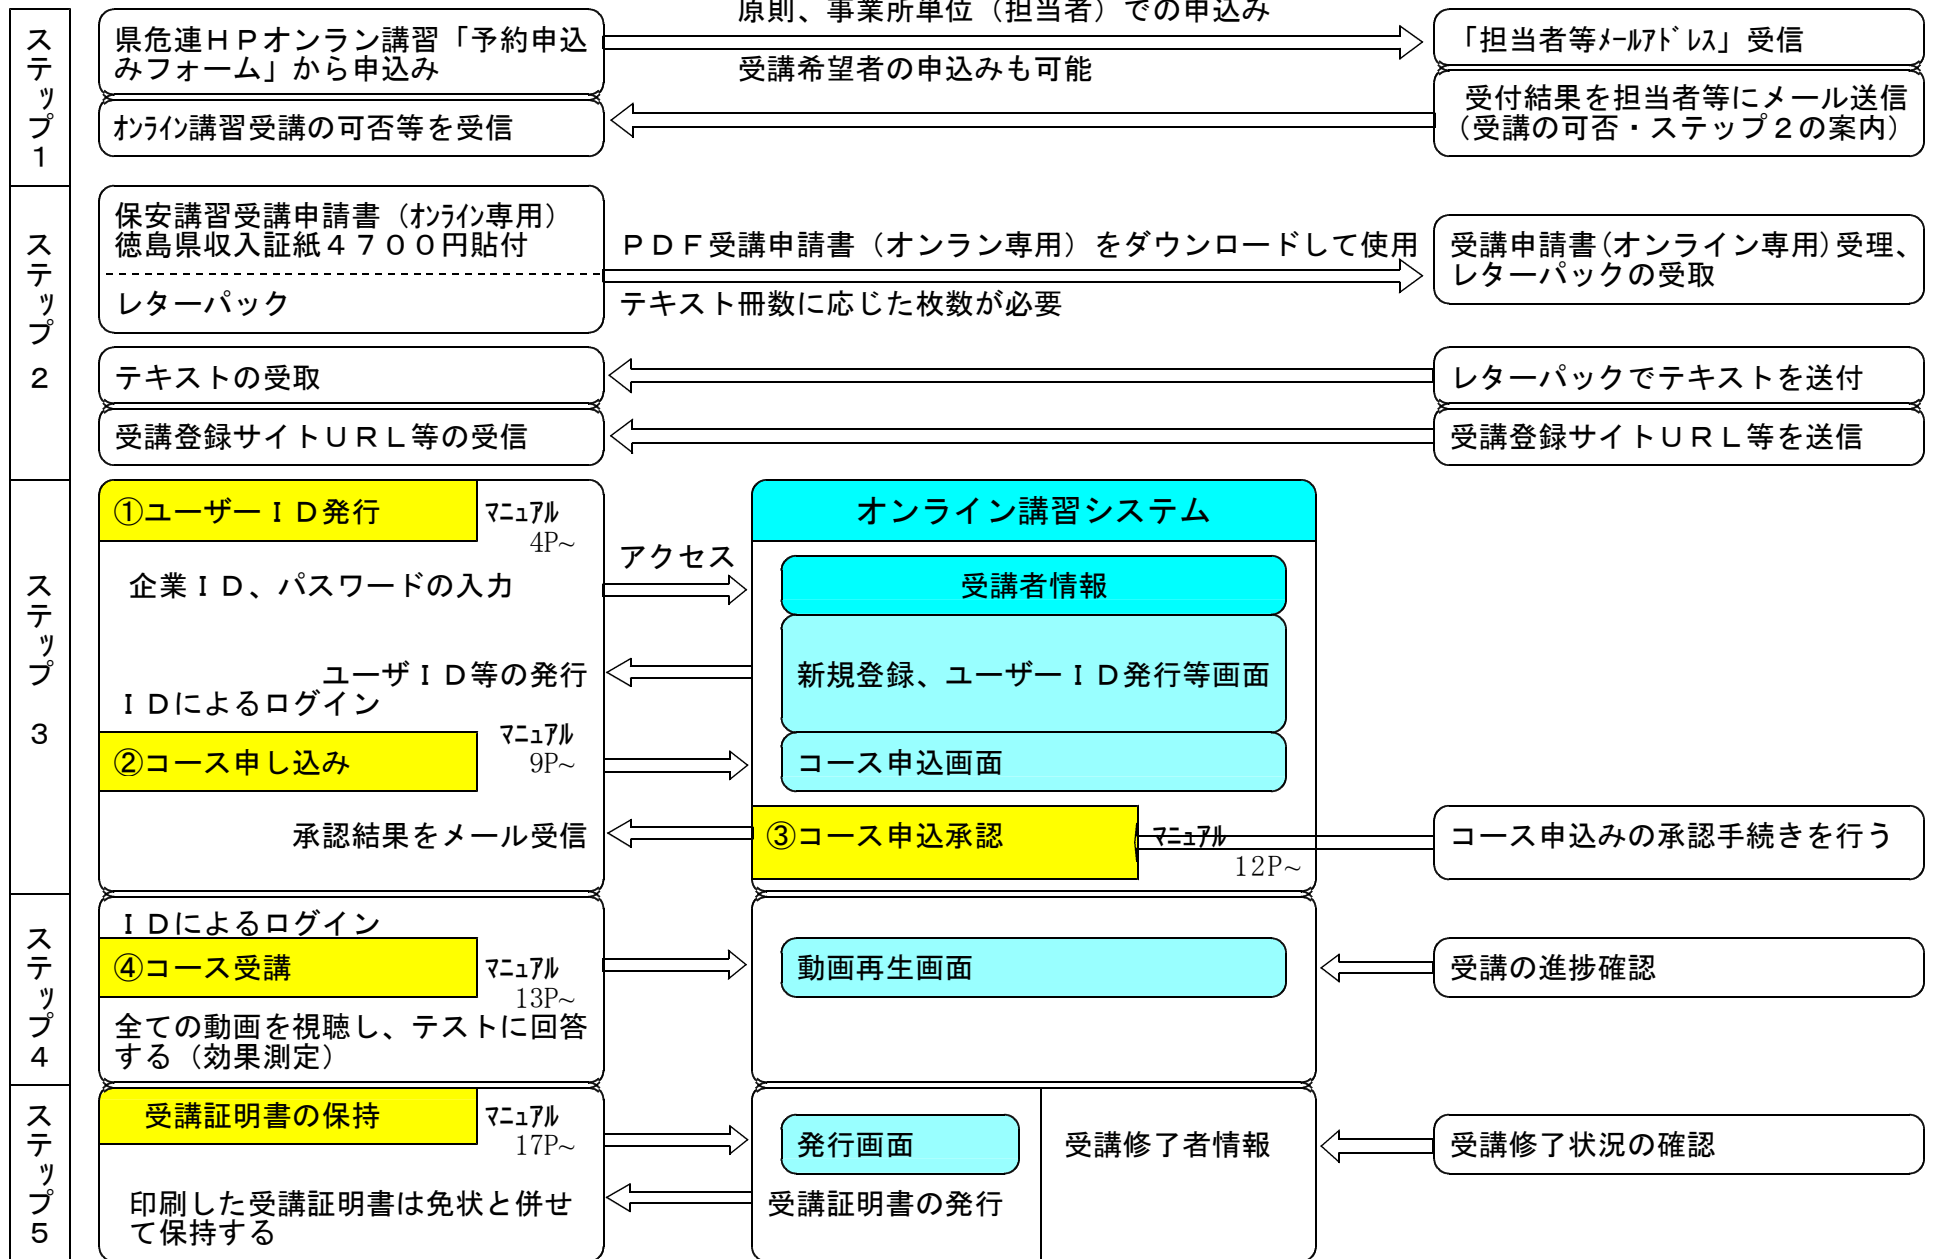 原則、事業所単位（担当者）での申込み
ステップ1
県危連ＨＰオンラン講習「予約申込
みフォーム」から申込み
受講希望者の申込みも可能
「担当者等ﾒｰﾙｱﾄﾞﾚｽ」受信
ｵﾝﾗｲﾝ講習受講の可否等を受信
受付結果を担当者等にメール送信
（受講の可否・ステップ２の案内）
ステップ　2
保安講習受講申請書（ｵﾝﾗｲﾝ専用）
徳島県収入証紙４７００円貼付
レターパック
ＰＤＦ受講申請書（オンラン専用）をダウンロードして使用
テキスト冊数に応じた枚数が必要
受講申請書(オンライン専用)受理、
レターパックの受取
テキストの受取
レターパックでテキストを送付
受講登録サイトＵＲＬ等の受信
受講登録サイトＵＲＬ等を送信
ステップ　3
①ユーザーＩＤ発行
ﾏﾆｭｱﾙ
4P~
企業ＩＤ、パスワードの入力
アクセス
オンライン講習システム
受講者情報
ユーザＩＤ等の発行
新規登録、ユーザーＩＤ発行等画面
ＩＤによるログイン
②コース申し込み
ﾏﾆｭｱﾙ
9P~
コース申込画面
承認結果をメール受信
③コース申込承認
ﾏﾆｭｱﾙ
12P~
コース申込みの承認手続きを行う
ステップ4
ＩＤによるログイン
④コース受講
ﾏﾆｭｱﾙ
13P~
全ての動画を視聴し、テストに回答
する（効果測定）
動画再生画面
受講の進捗確認
ステップ5
受講証明書の保持
ﾏﾆｭｱﾙ
17P~
印刷した受講証明書は免状と併せ
て保持する
発行画面
受講証明書の発行
受講修了者情報
受講修了状況の確認